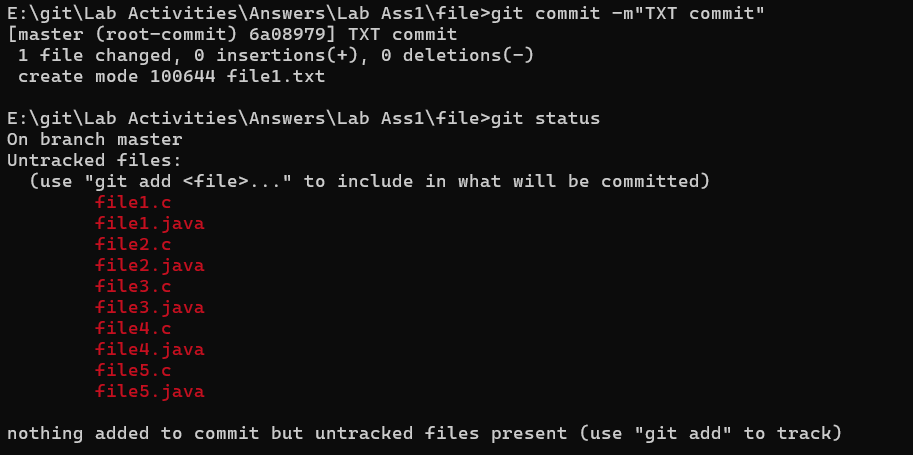 E:\git\Lab Activities\Answers\Lab Ass1\file>git commit -m"TXT commit"
[master (root-commit) 6a08979] TXT commit
 1 file changed, 0 insertions(+), 0 deletions(-)
 create mode 100644 file1.txt

E:\git\Lab Activities\Answers\Lab Ass1\file>git status
On branch master
Untracked files:
  (use "git add <file>..." to include in what will be committed)
        file1.c
        file1.java
        file2.c
        file2.java
        file3.c
        file3.java
        file4.c
        file4.java
        file5.c
        file5.java

nothing added to commit but untracked files present (use "git add" to track)